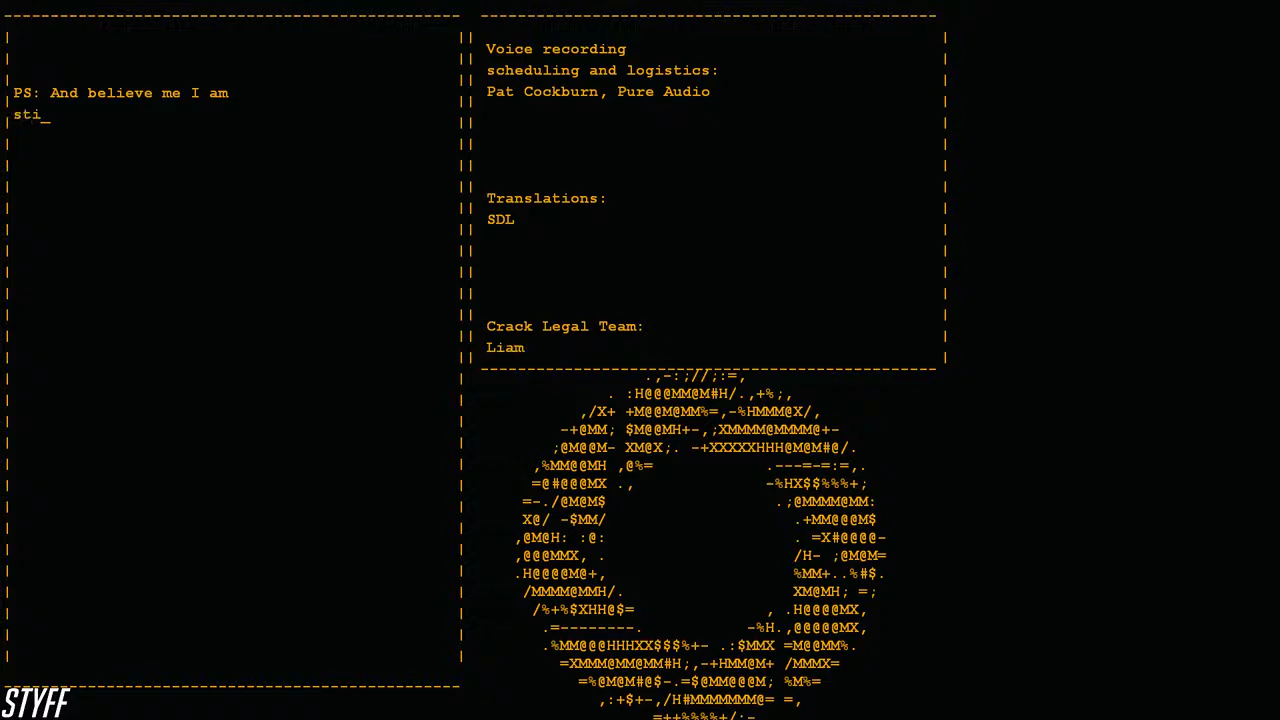 PS: And believe me I am
sti_
Voice recording
scheduling and logistics:
Pat Cockburn, Pure Audio
Translations:
SDL
Crack Legal Team:
Liam
STYFF